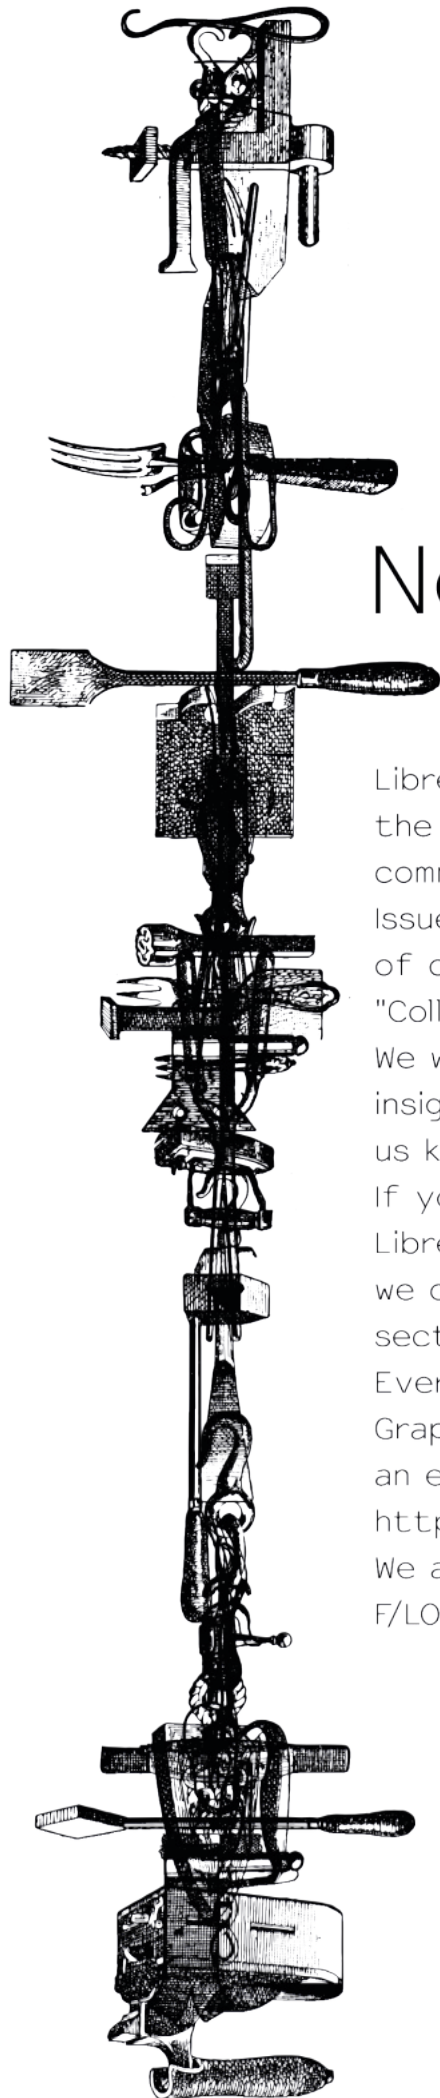 Libre
the
comm
Issue
of c
"Coll
We w
insig
us k
If yo
Libre
we c
sect
Ever
Grap
an e
http
We a
F/LO